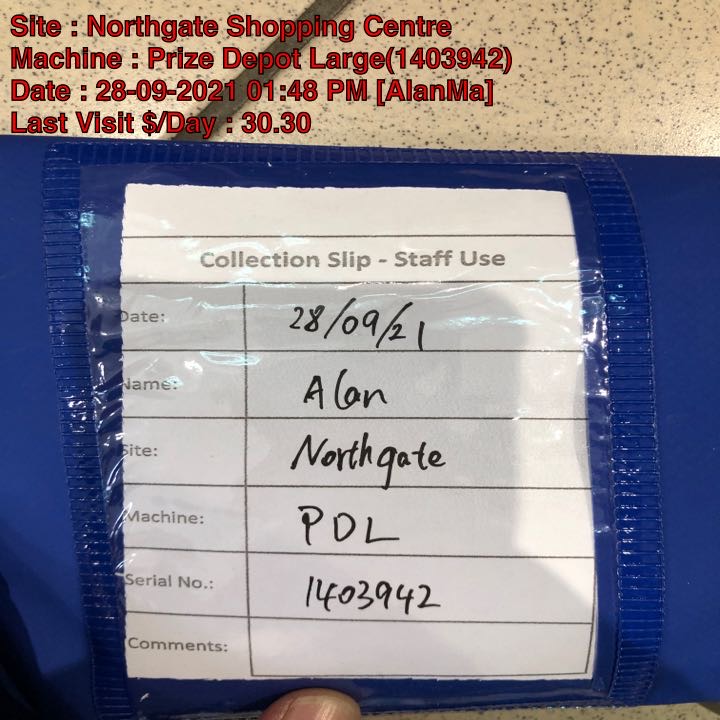 Site : Northgate Shopping Centre
Machine : Prize Depot Large(1403942)
Date : 28-09-2021 01:48 PM [AlanMa]
Last Visit $/Day : 30.30
Collection Slip - Staff Use
Date: 28/09/21
Name: Alan
Site: Northgate
Machine: PDL
Serial No.: 1403942
Comments: